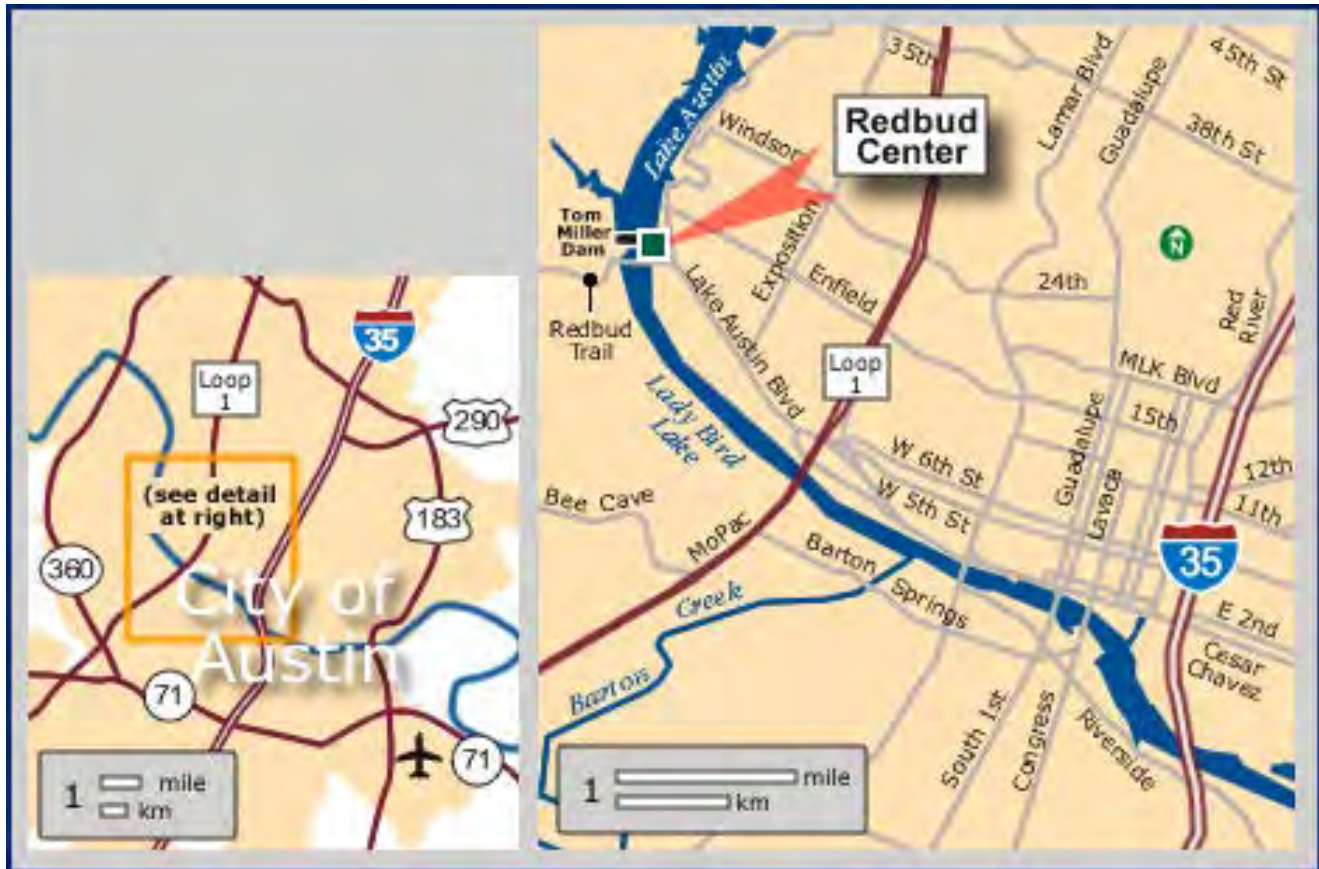 35
Loop
1
290
(see detail
at right)
183
360
City of
Austin
71
71
1
mile
km
Lake Austin
35th
Lamar Blvd
Guadalupe
45th St
Redbud
Center
Windsor
38th St
Tom
Miller
Dam
N
Exposition
Enfield
24th
Red
River
Redbud
Trail
Lake Austin Blvd
Loop
1
MLK Blvd
Lady Bird
Lake
Guadalupe
15th
W 6th St
12th
Bee Cave
W 5th St
Lavaca
11th
MoPac
Barton
Springs
35
Creek
E 2nd
Barton
Cesar
Chavez
South 1st
Congress
Riverside
1
mile
km